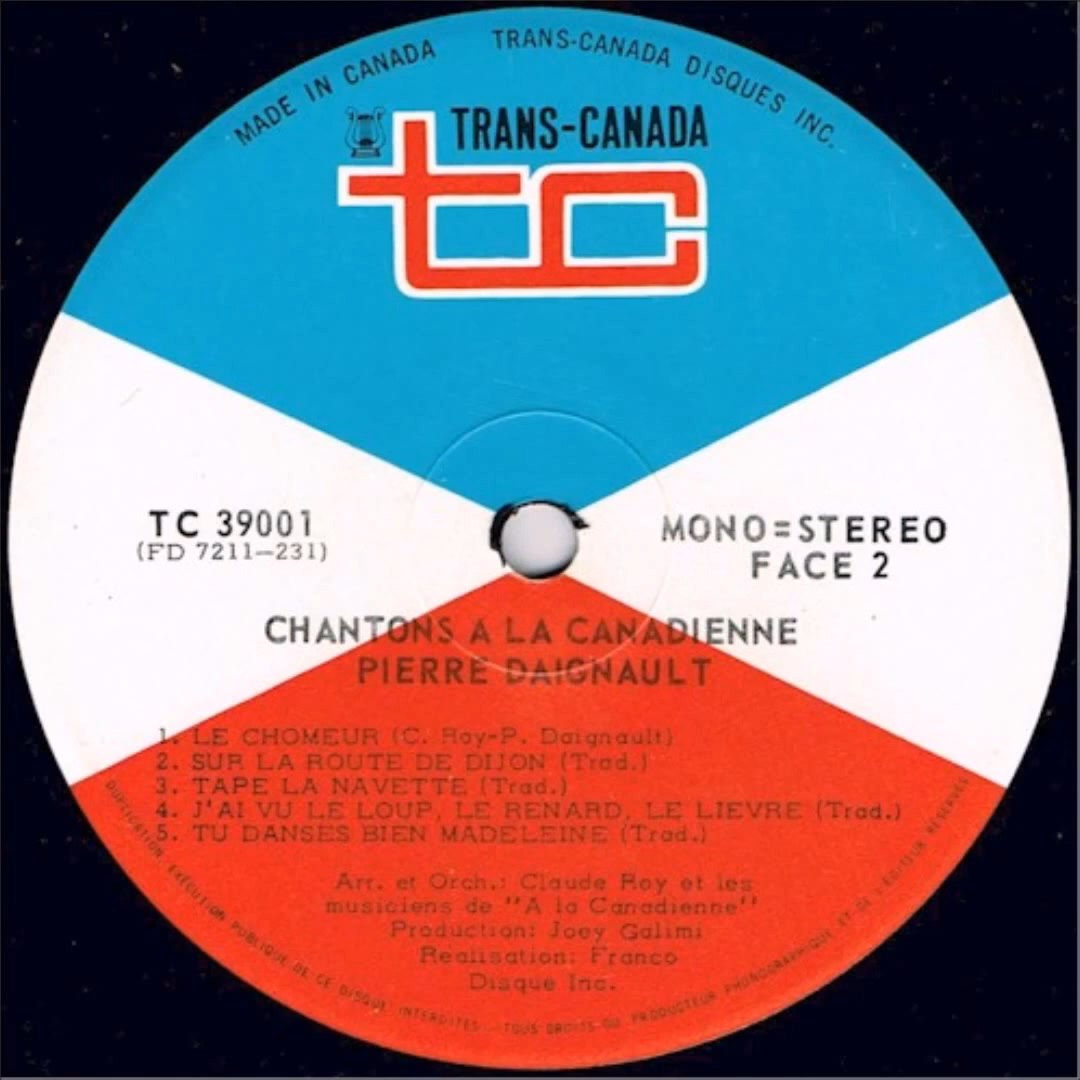 MADE IN CANADA
TRANS-CANADA DISQUES INC.
TRANS-CANADA
tc
TC 39001
(FD 7211-231)
MONO=STEREO
FACE 2
CHANTONS A LA CANADIENNE
PIERRE DAIGNAULT
1. LE CHOMEUR (C. Roy-P. Daignault)
2. SUR LA ROUTE DE DIJON (Trad.)
3. TAPE LA NAVETTE (Trad.)
4. J'AI VU LE LOUP, LE RENARD, LE LIEVRE (Trad.)
5. TU DANSES BIEN MADELEINE (Trad.)
Arr. et Orch.: Claude Roy et les
musiciens de "A la Canadienne"
Production: Joey Galimi
Realisation: Franco
Disque Inc.
DUPLICATION - EXÉCUTION PUBLIQUE DE CE DISQUE INTERDITES - TOUS DROITS DU PRODUCTEUR PHONOGRAPHIQUE ET DE L'ÉDITEUR RÉSERVÉS